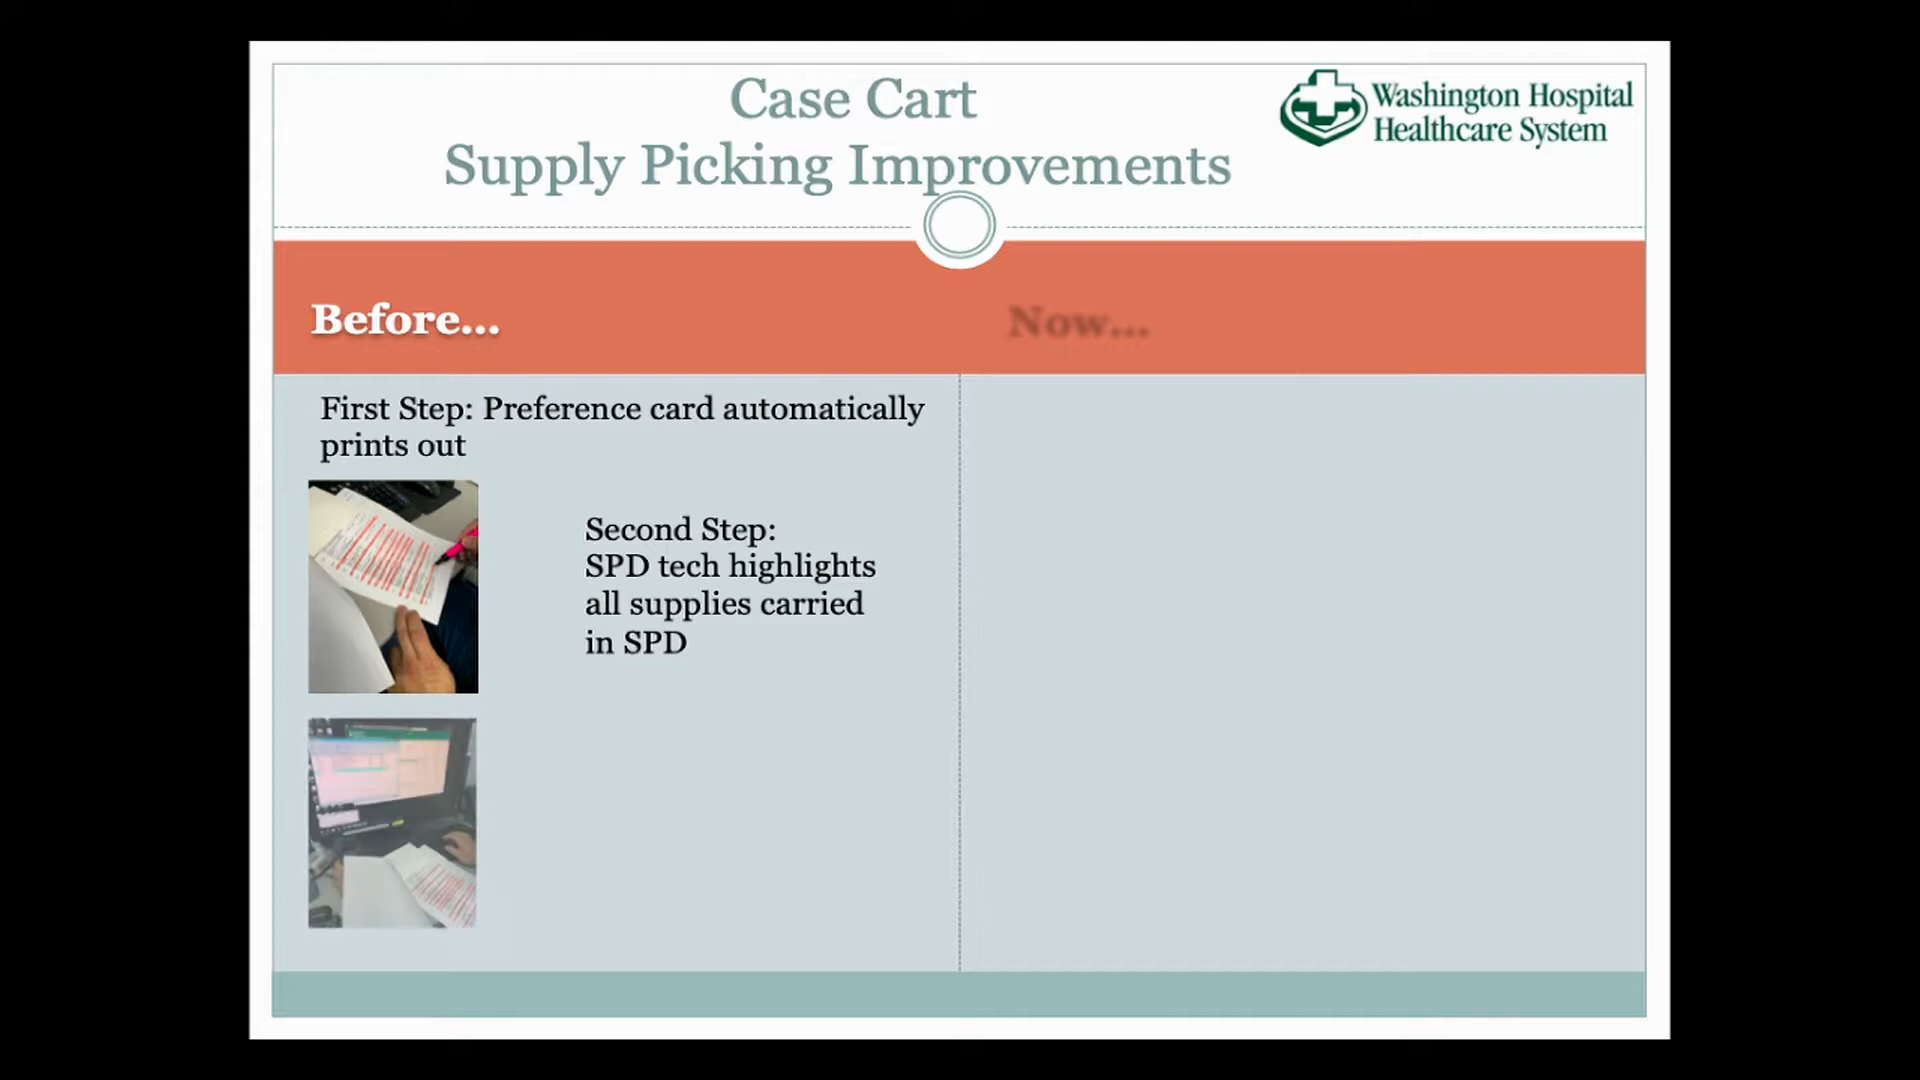 Case Cart
Supply Picking Improvements
Washington Hospital
Healthcare System
Before...
Now...
First Step: Preference card automatically
prints out
Second Step:
SPD tech highlights
all supplies carried
in SPD